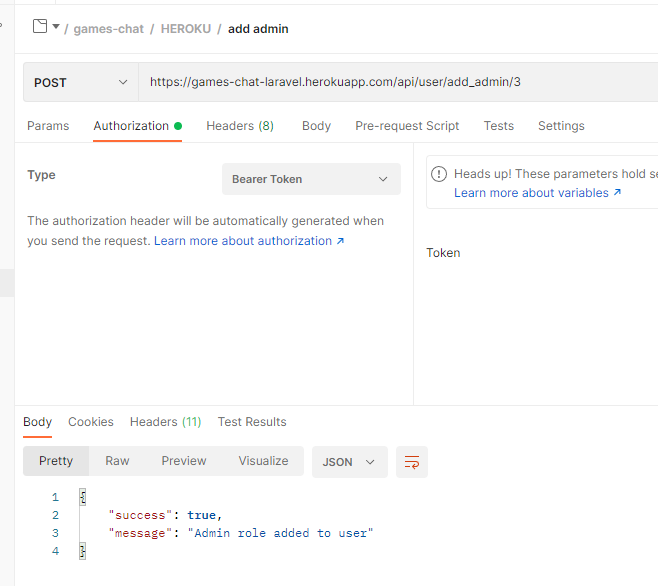 / games-chat / HEROKU / add admin
POST https://games-chat-laravel.herokuapp.com/api/user/add_admin/3
Params Authorization Headers (8) Body Pre-request Script Tests Settings
Type Bearer Token
The authorization header will be automatically generated when
you send the request. Learn more about authorization ↗
Heads up! These parameters hold se
Learn more about variables ↗
Token
Body Cookies Headers (11) Test Results
Pretty Raw Preview Visualize JSON
1 {
2 "success": true,
3 "message": "Admin role added to user"
4 }